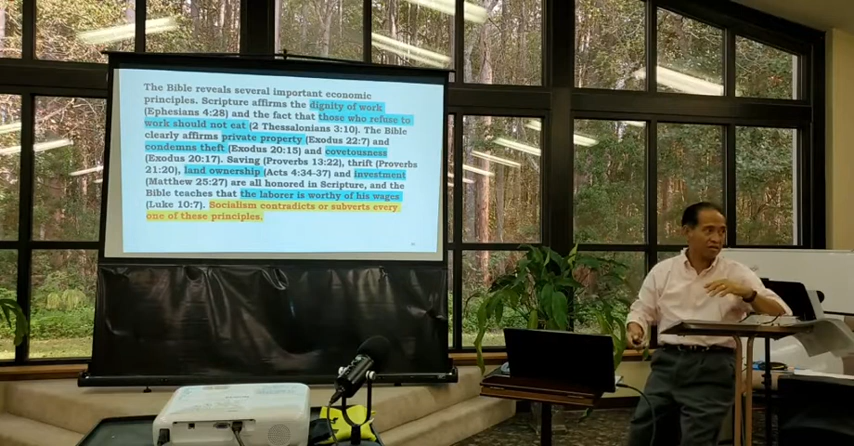 The Bible reveals several important economic
principles. Scripture affirms the dignity of work
(Ephesians 4:28) and the fact that those who refuse to
work should not eat (2 Thessalonians 3:10). The Bible
clearly affirms private property (Exodus 22:7) and
condemns theft (Exodus 20:15) and covetousness
(Exodus 20:17). Saving (Proverbs 13:22), thrift (Proverbs
21:20), land ownership (Acts 4:34-37) and investment
(Matthew 25:27) are all honored in Scripture, and the
Bible teaches that the laborer is worthy of his wages
(Luke 10:7). Socialism contradicts or subverts every
one of these principles.